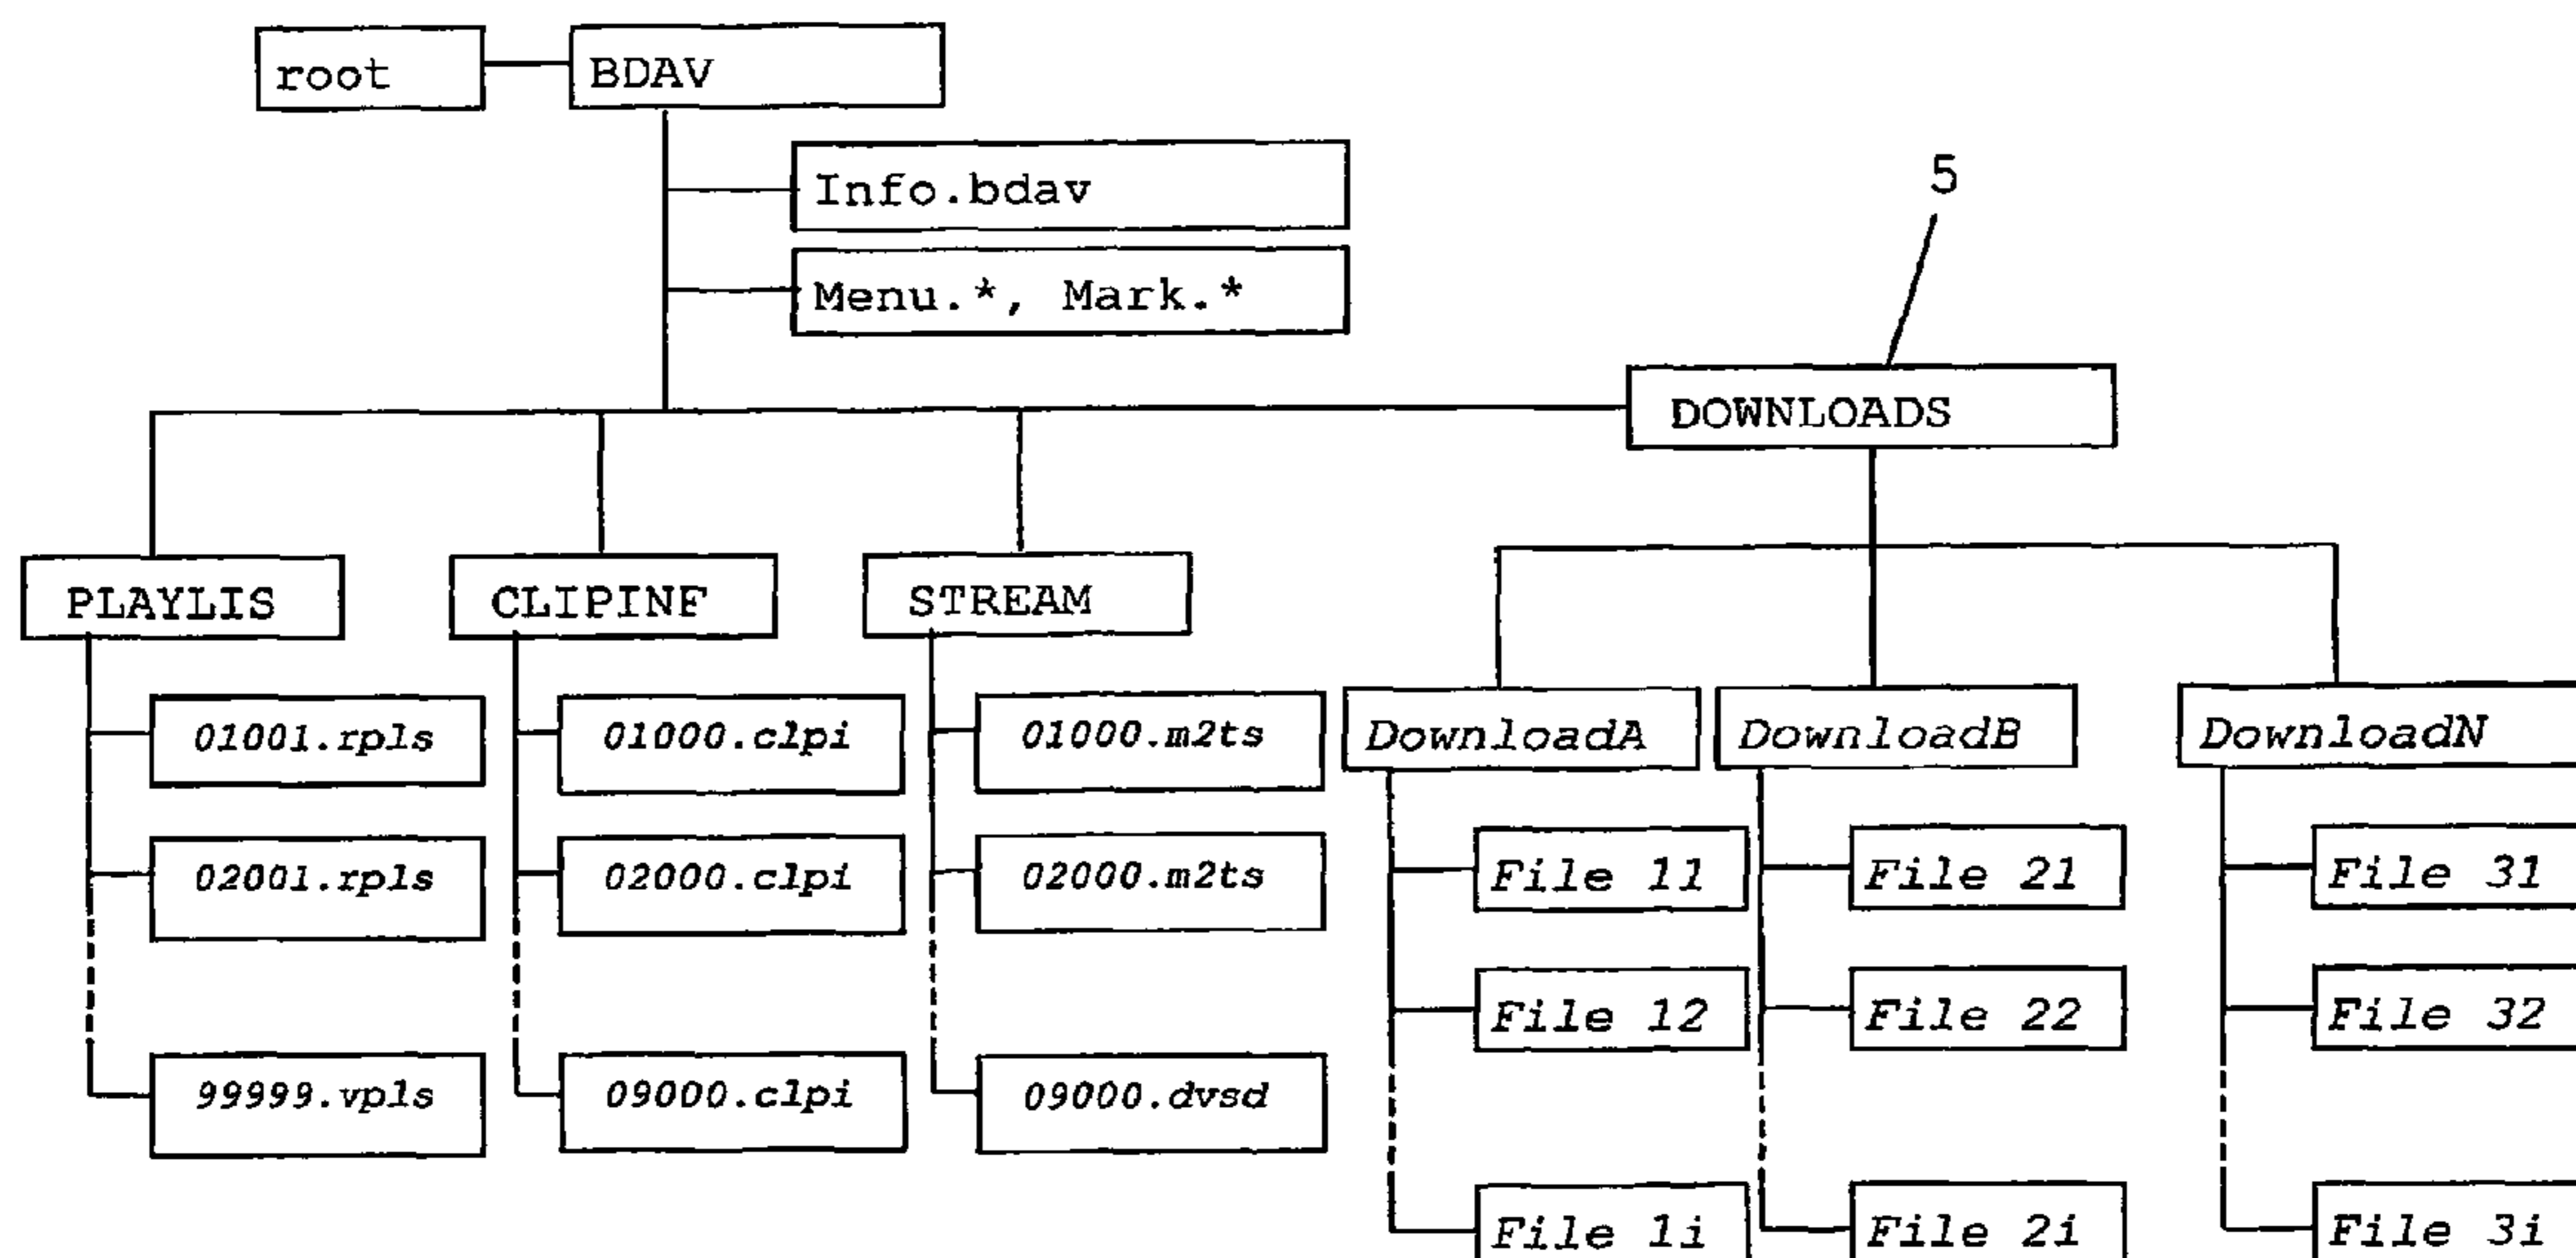 root
BDAV
Info.bdav
Menu.*, Mark.*
5
DOWNLOADS
PLAYLIS
CLIPINF
STREAM
DownloadA
DownloadB
DownloadN
01001.rpls
01000.clpi
01000.m2ts
02001.rpls
02000.clpi
02000.m2ts
99999.vpls
09000.clpi
09000.dvsd
File 11
File 21
File 31
File 12
File 22
File 32
File 1i
File 2i
File 3i